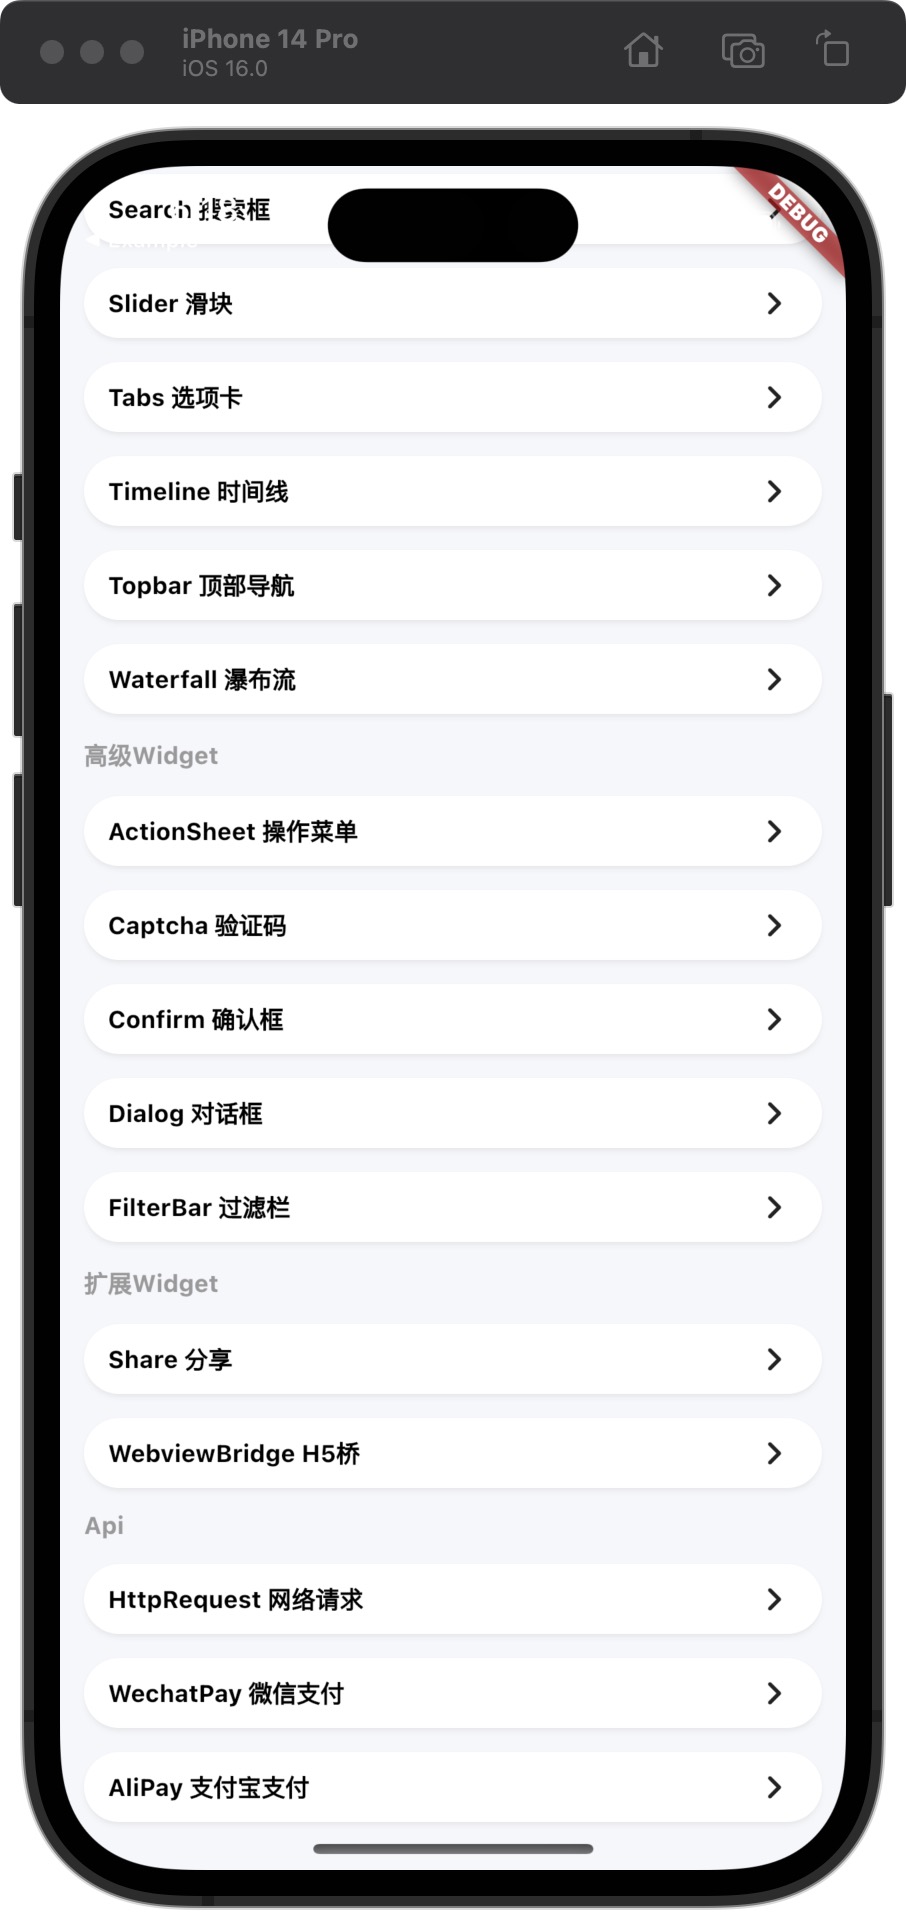 iPhone 14 Pro
iOS 16.0
DEBUG
Search 搜索框
Example
Slider 滑块
Tabs 选项卡
Timeline 时间线
Topbar 顶部导航
Waterfall 瀑布流
高级Widget
ActionSheet 操作菜单
Captcha 验证码
Confirm 确认框
Dialog 对话框
FilterBar 过滤栏
扩展Widget
Share 分享
WebviewBridge H5桥
Api
HttpRequest 网络请求
WechatPay 微信支付
AliPay 支付宝支付